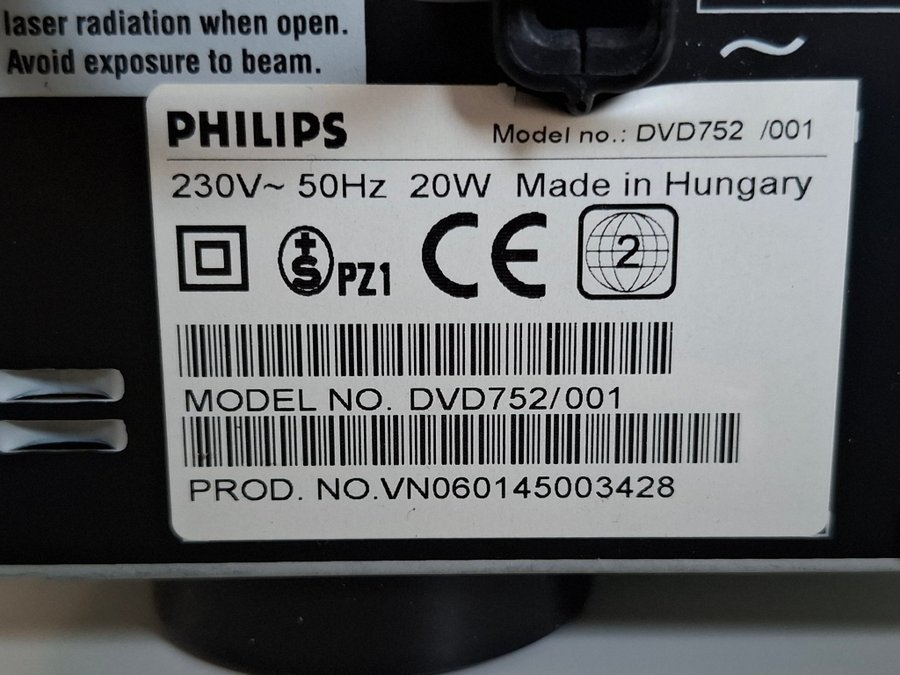 laser radiation when open.
Avoid exposure to beam.
PHILIPS Model no.: DVD752 /001
230V~ 50Hz 20W Made in Hungary
+S PZ1 CE 2
MODEL NO. DVD752/001
PROD. NO.VN060145003428